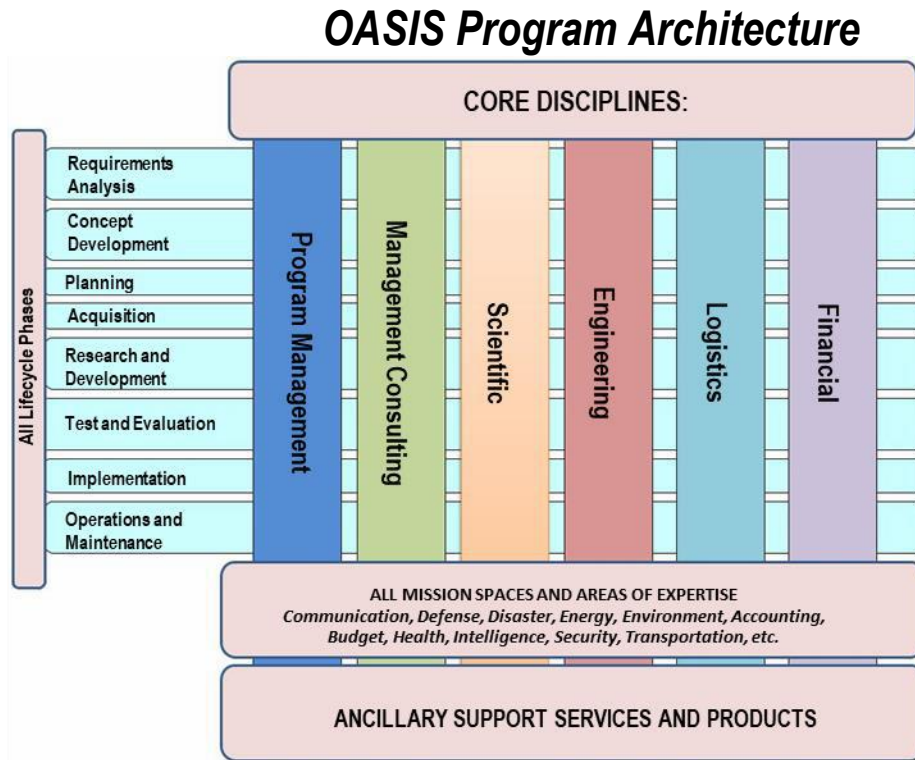 OASIS Program Architecture
CORE DISCIPLINES:
All Lifecycle Phases
Requirements
Analysis
Concept
Development
Planning
Acquisition
Research and
Development
Test and Evaluation
Implementation
Operations and
Maintenance
Program Management
Management Consulting
Scientific
Engineering
Logistics
Financial
ALL MISSION SPACES AND AREAS OF EXPERTISE
Communication, Defense, Disaster, Energy, Environment, Accounting,
Budget, Health, Intelligence, Security, Transportation, etc.
ANCILLARY SUPPORT SERVICES AND PRODUCTS